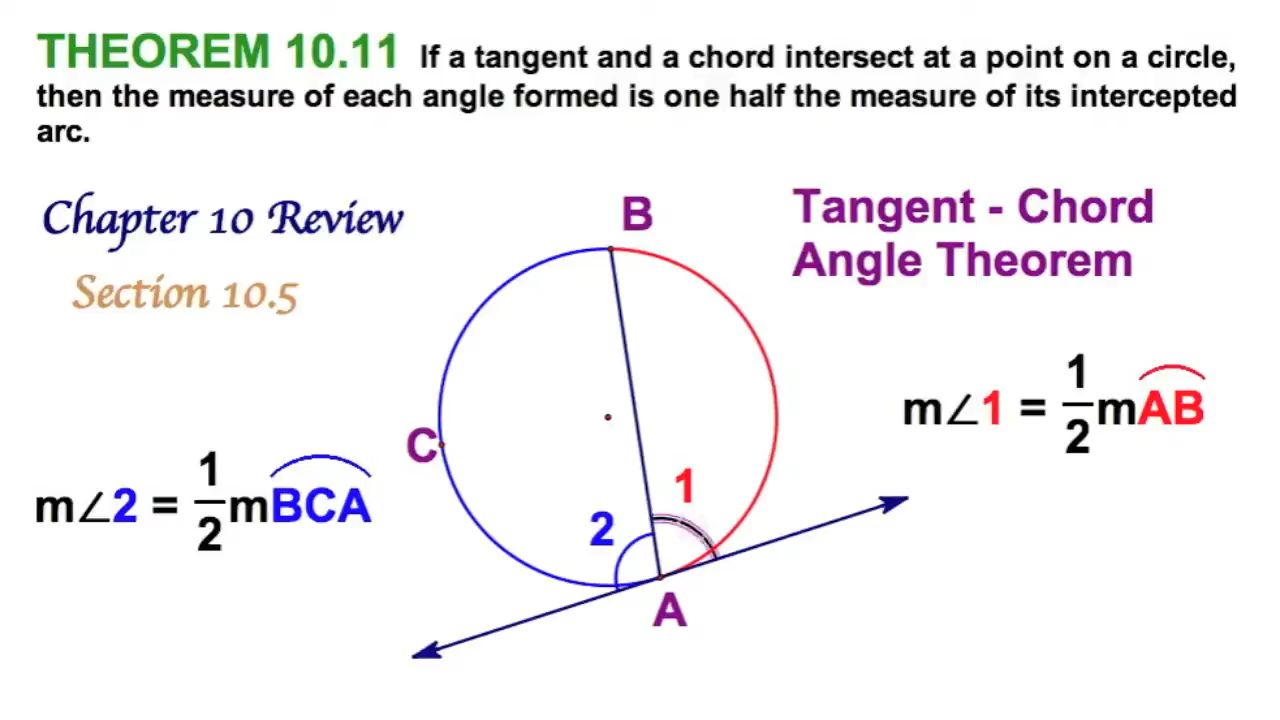 THEOREM 10.11 If a tangent and a chord intersect at a point on a circle,
then the measure of each angle formed is one half the measure of its intercepted
arc.
Chapter 10 Review
Section 10.5
Tangent - Chord
Angle Theorem
B
C
A
1
2
m∠1 = 1/2 mAB
m∠2 = 1/2 mBCA